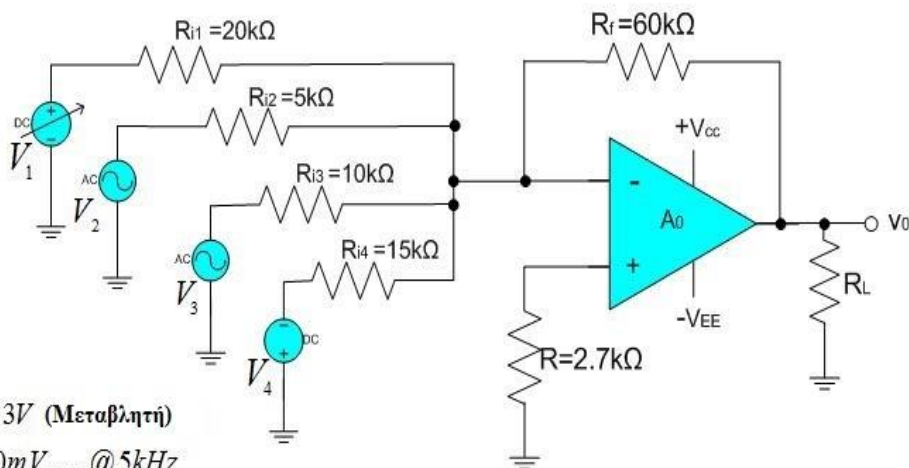 Ri1 =20kΩ
Rf=60kΩ
Ri2 =5kΩ
DC
V1
+Vcc
AC
Ri3 =10kΩ
V2
A0
v0
AC
Ri4 =15kΩ
V3
RL
-VEE
DC
R=2.7kΩ
V4
3V (Μεταβλητή)
@5kHz